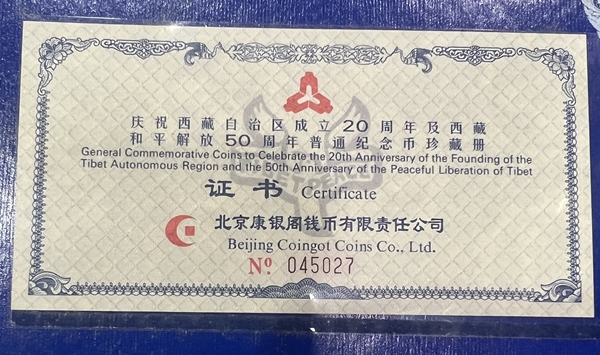 庆祝西藏自治区成立20周年及西藏
和平解放50周年普通纪念币珍藏册
General Commemorative Coins to Celebrate the 20th Anniversary of the Founding of the
Tibet Autonomous Region and the 50th Anniversary of the Peaceful Liberation of Tibet
证书 Certificate
北京康银阁钱币有限责任公司
Beijing Coingot Coins Co., Ltd.
Nº 045027